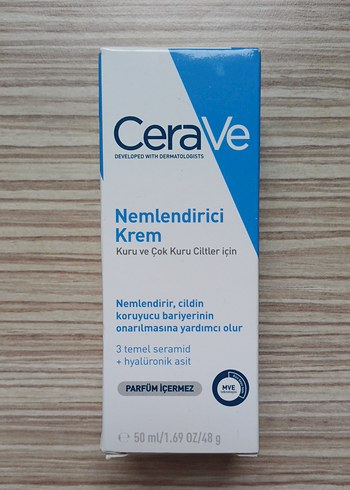 CeraVe
DEVELOPED WITH DERMATOLOGISTS
Nemlendirici
Krem
Kuru ve Çok Kuru Ciltler için
Nemlendirir, cildin
koruyucu bariyerinin
onarılmasına yardımcı olur
3 temel seramid
+ hyalüronik asit
PARFÜM İÇERMEZ
MVE
℮ 50 ml/1.69 OZ/48 g